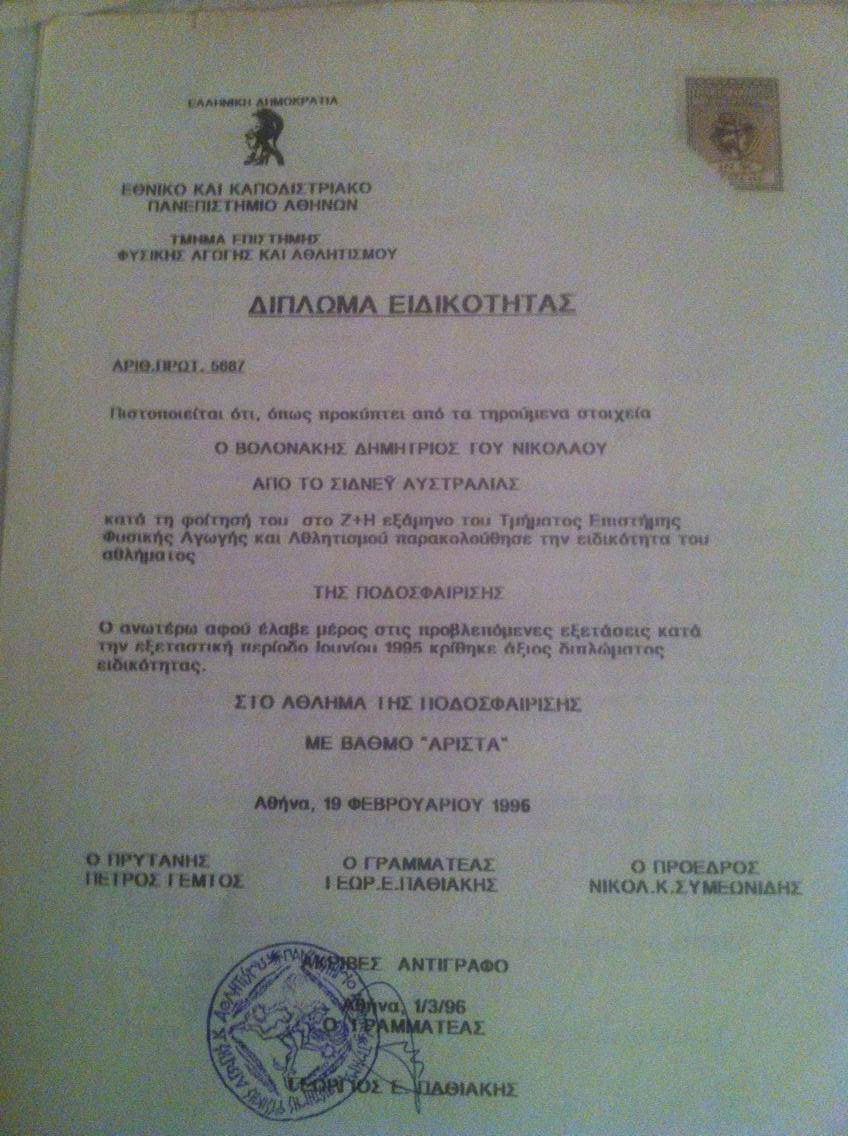 ΕΛΛΗΝΙΚΗ ΔΗΜΟΚΡΑΤΙΑ
ΕΘΝΙΚΟ ΚΑΙ ΚΑΠΟΔΙΣΤΡΙΑΚΟ
ΠΑΝΕΠΙΣΤΗΜΙΟ ΑΘΗΝΩΝ
ΤΜΗΜΑ ΕΠΙΣΤΗΜΗΣ
ΦΥΣΙΚΗΣ ΑΓΩΓΗΣ ΚΑΙ ΑΘΛΗΤΙΣΜΟΥ
ΔΙΠΛΩΜΑ ΕΙΔΙΚΟΤΗΤΑΣ
ΑΡΙΘ.ΠΡΩΤ. 5687
Πιστοποιείται ότι, όπως προκύπτει από τα τηρούμενα στοιχεία
Ο ΒΟΛΟΝΑΚΗΣ ΔΗΜΗΤΡΙΟΣ ΤΟΥ ΝΙΚΟΛΑΟΥ
ΑΠΟ ΤΟ ΣΙΔΝΕΫ ΑΥΣΤΡΑΛΙΑΣ
κατά τη φοίτησή του στο Ζ+Η εξάμηνο του Τμήματος Επιστήμης
Φυσικής Αγωγής και Αθλητισμού παρακολούθησε την ειδικότητα του
αθλήματος
ΤΗΣ ΠΟΔΟΣΦΑΙΡΙΣΗΣ
Ο ανωτέρω αφού έλαβε μέρος στις προβλεπόμενες εξετάσεις κατά
την εξεταστική περίοδο Ιουνίου 1995 κρίθηκε άξιος διπλώματος
ειδικότητας.
ΣΤΟ ΑΘΛΗΜΑ ΤΗΣ ΠΟΔΟΣΦΑΙΡΙΣΗΣ
ΜΕ ΒΑΘΜΟ "ΑΡΙΣΤΑ"
Αθήνα, 19 ΦΕΒΡΟΥΑΡΙΟΥ 1996
Ο ΠΡΥΤΑΝΗΣ Ο ΓΡΑΜΜΑΤΕΑΣ Ο ΠΡΟΕΔΡΟΣ
ΠΕΤΡΟΣ ΓΕΜΤΟΣ ΓΕΩΡ.Ε.ΠΑΘΙΑΚΗΣ ΝΙΚΟΛ.Κ.ΣΥΜΕΩΝΙΔΗΣ
ΑΚΡΙΒΕΣ ΑΝΤΙΓΡΑΦΟ
Αθήνα, 1/3/96
Ο ΓΡΑΜΜΑΤΕΑΣ
ΓΕΩΡΓΙΟΣ Ε. ΠΑΘΙΑΚΗΣ